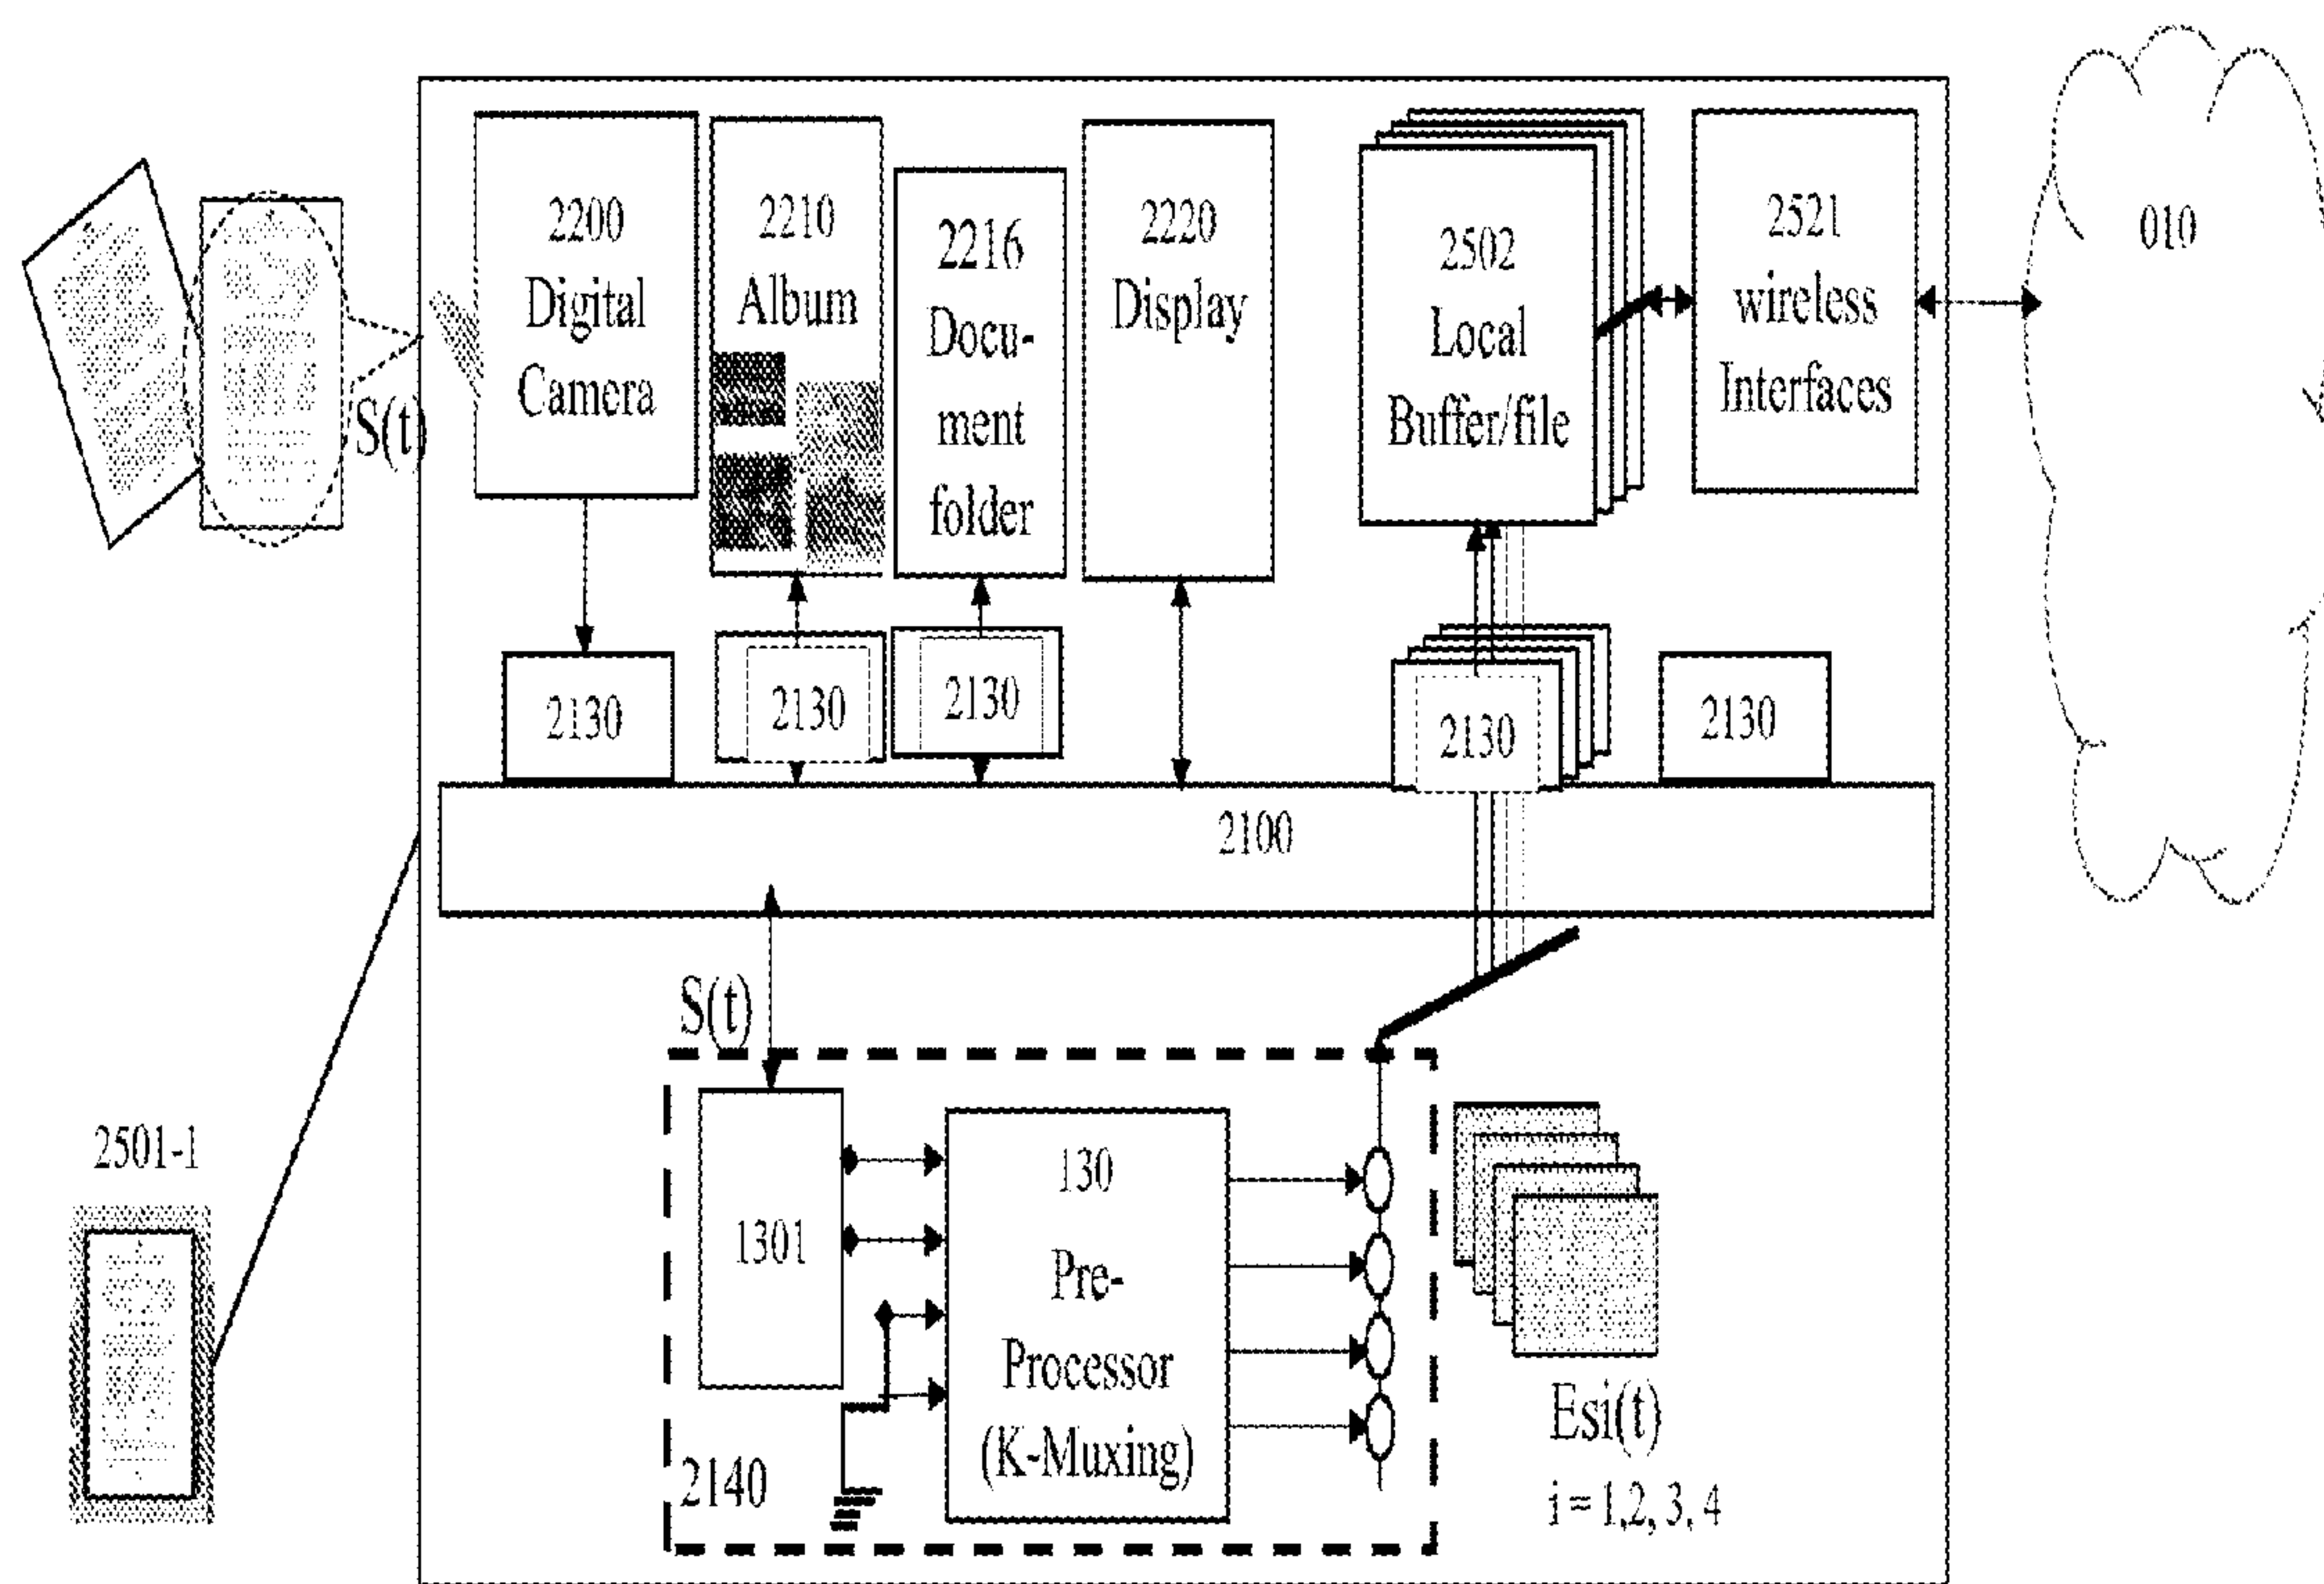 2200
Digital
Camera
2210
Album
2216
Docu-
ment
folder
2220
Display
2502
Local
Buffer/file
2521
wireless
Interfaces
010
S(t)
2130
2130
2130
2130
2130
2100
S(t)
2501-1
1301
130
Pre-
Processor
(K-Muxing)
2140
Esi(t)
i = 1,2, 3, 4